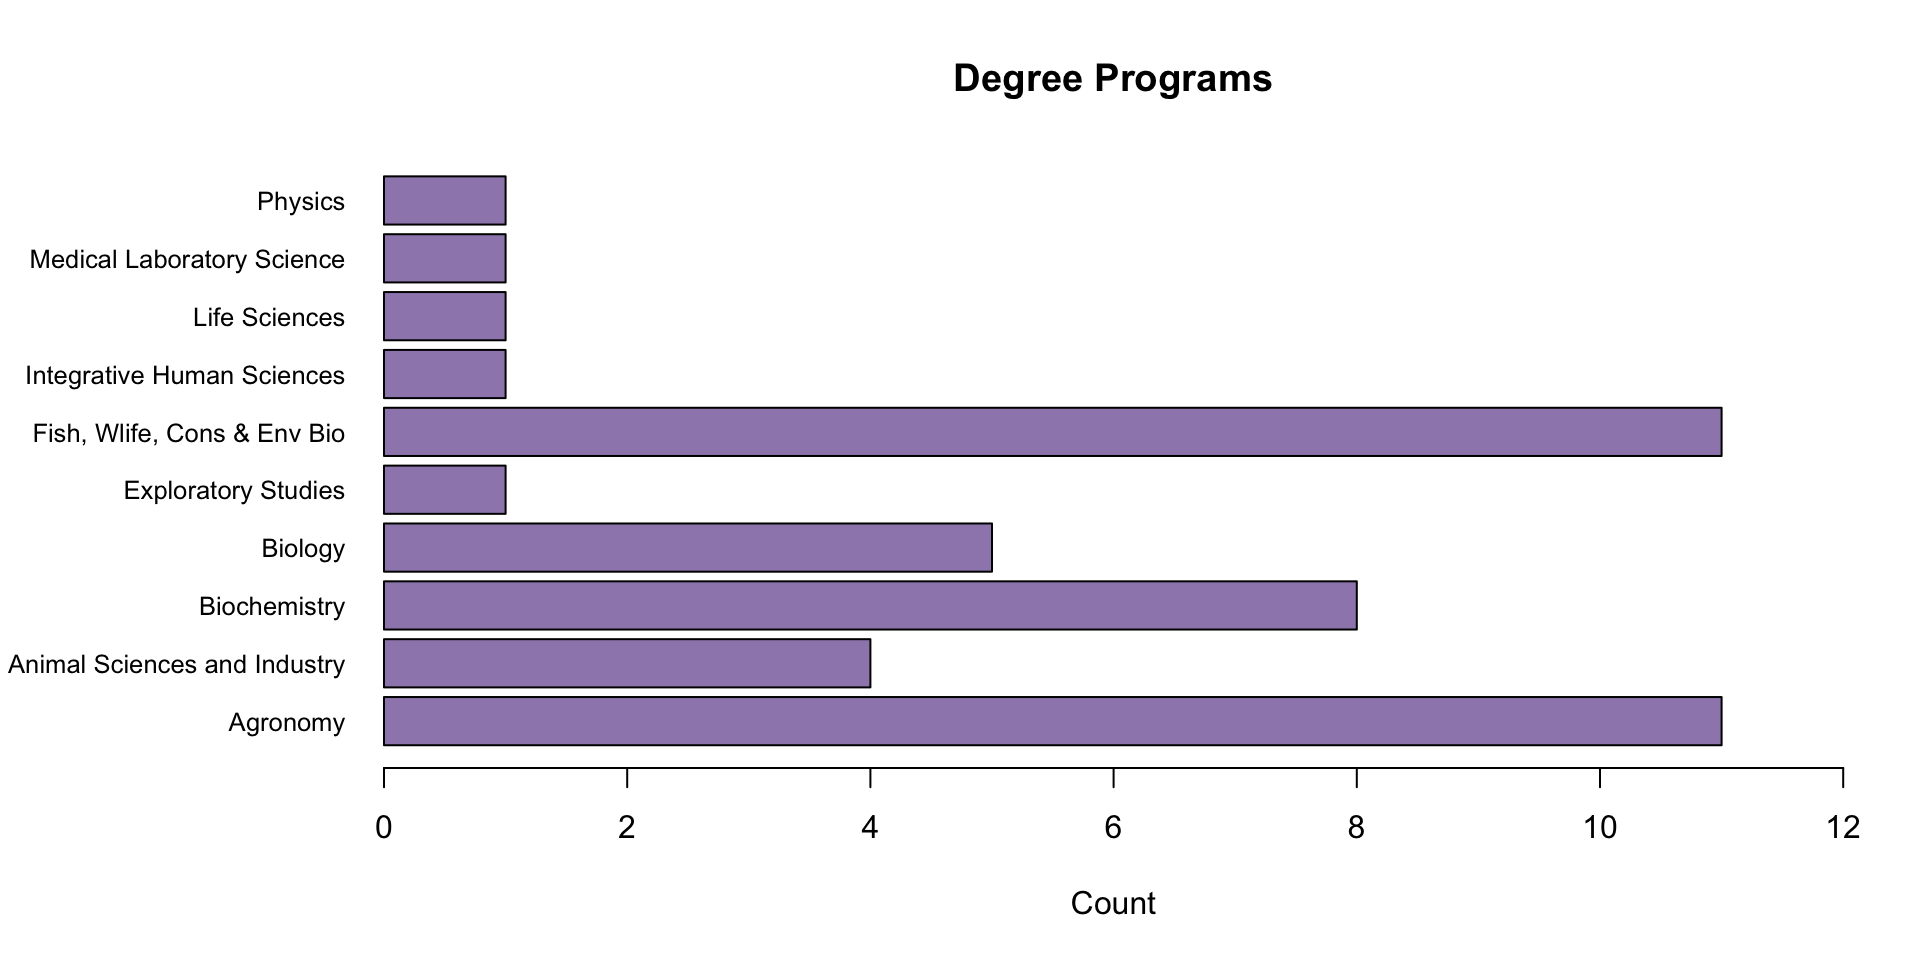 Degree Programs
Physics
Medical Laboratory Science
Life Sciences
Integrative Human Sciences
Fish, Wlife, Cons & Env Bio
Exploratory Studies
Biology
Biochemistry
Animal Sciences and Industry
Agronomy
0 2 4 6 8 10 12
Count